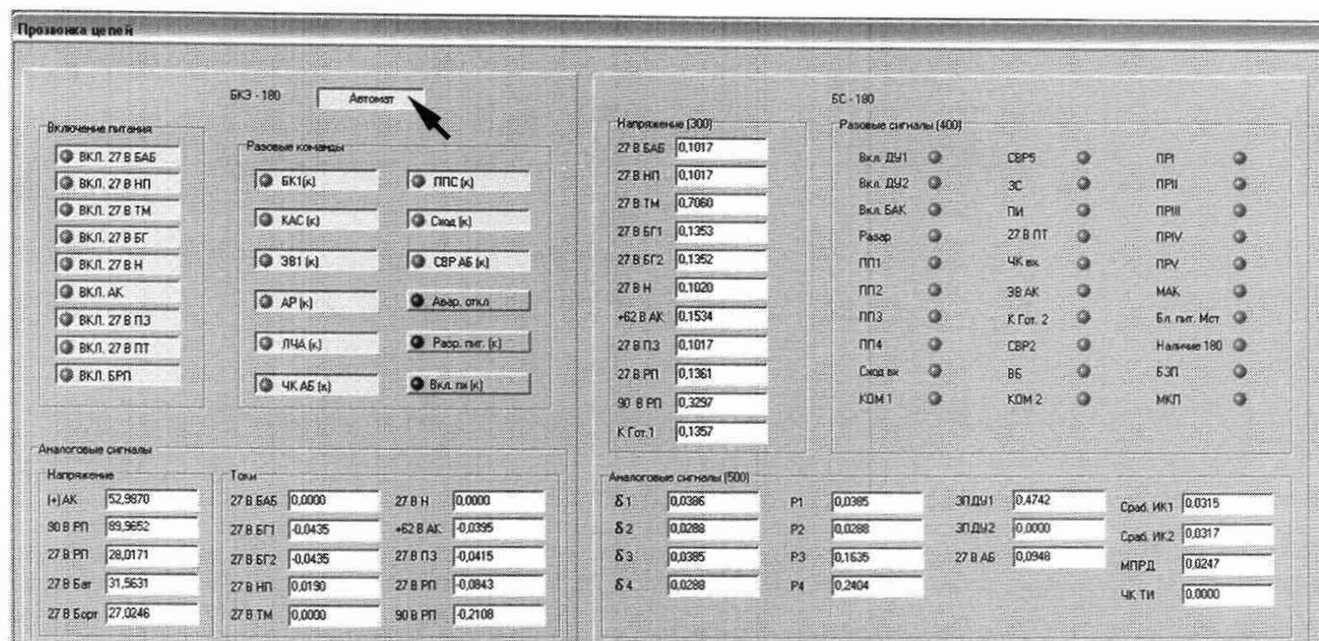 Прозвонка цепей
БКЭ - 180 Автомат
Включение питания
ВКЛ. 27 В БАБ
ВКЛ. 27 В НП
ВКЛ. 27 В ТМ
ВКЛ. 27 В БГ
ВКЛ. 27 В Н
ВКЛ. АК
ВКЛ. 27 В ПЗ
ВКЛ. 27 В ПТ
ВКЛ. БРП
Разовые команды
БК1(к) ППС (к)
КАС (к) Сход (к)
ЗВ1 (к) СВР АБ (к)
АР (к) Авар. откл
ЛЧА (к) Разр. пит. (к)
ЧК АБ (к) Вкл. пи (к)
Аналоговые сигналы
Напряжение
(+) АК 52,9870
90 В РП 89,9652
27 В РП 28,0171
27 В Бат 31,5631
27 В Борт 27,0246
Токи
27 В БАБ 0,0000 27 В Н 0,0000
27 В БГ1 -0,0435 +62 В АК -0,0395
27 В БГ2 -0,0435 27 В ПЗ -0,0415
27 В НП 0,0190 27 В РП -0,0843
27 В ТМ 0,0000 90 В РП -0,2108
БС - 180
Напряжение (300)
27 В БАБ 0,1017
27 В НП 0,1017
27 В ТМ 0,7060
27 В БГ1 0,1353
27 В БГ2 0,1352
27 В Н 0,1020
+62 В АК 0,1534
27 В ПЗ 0,1017
27 В РП 0,1361
90 В РП 0,3297
К Гот.1 0,1357
Разовые сигналы (400)
Вкл. ДУ1 СВР5 ПРI
Вкл. ДУ2 ЗС ПРII
Вкл. БАК ПИ ПРIII
Разар 27 В ПТ ПРIV
ПП1 ЧК вх ПРV
ПП2 ЗВ АК МАК
ПП3 К Гот. 2 Бл. пит. Мст
ПП4 СВР2 Наличие 180
Сход вх ВБ БЗП
КОМ 1 КОМ 2 МКП
Аналоговые сигналы (500)
δ 1 0,0386 Р1 0,0385 ЗПДУ1 0,4742 Сраб. ИК1 0,0315
δ 2 0,0288 Р2 0,0288 ЗПДУ2 0,0000 Сраб. ИК2 0,0317
δ 3 0,0385 Р3 0,1635 27 В АБ 0,0948 МПРД 0,0247
δ 4 0,0288 Р4 0,2404 ЧК ТИ 0,0000